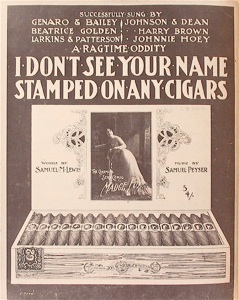 SUCCESSFULLY SUNG BY
GENARO & BAILEY JOHNSON & DEAN
BEATRICE GOLDEN · · HARRY BROWN
LARKINS & PATTERSON · JOHNNIE HOEY
· A · RAGTIME · ODDITY
I · DON'T · SEE · YOUR · NAME
STAMPED · ON · ANY · CIGARS
WORDS BY
SAMUEL M. LEWIS
MUSIC BY
SAMUEL PEYSER
MADGE